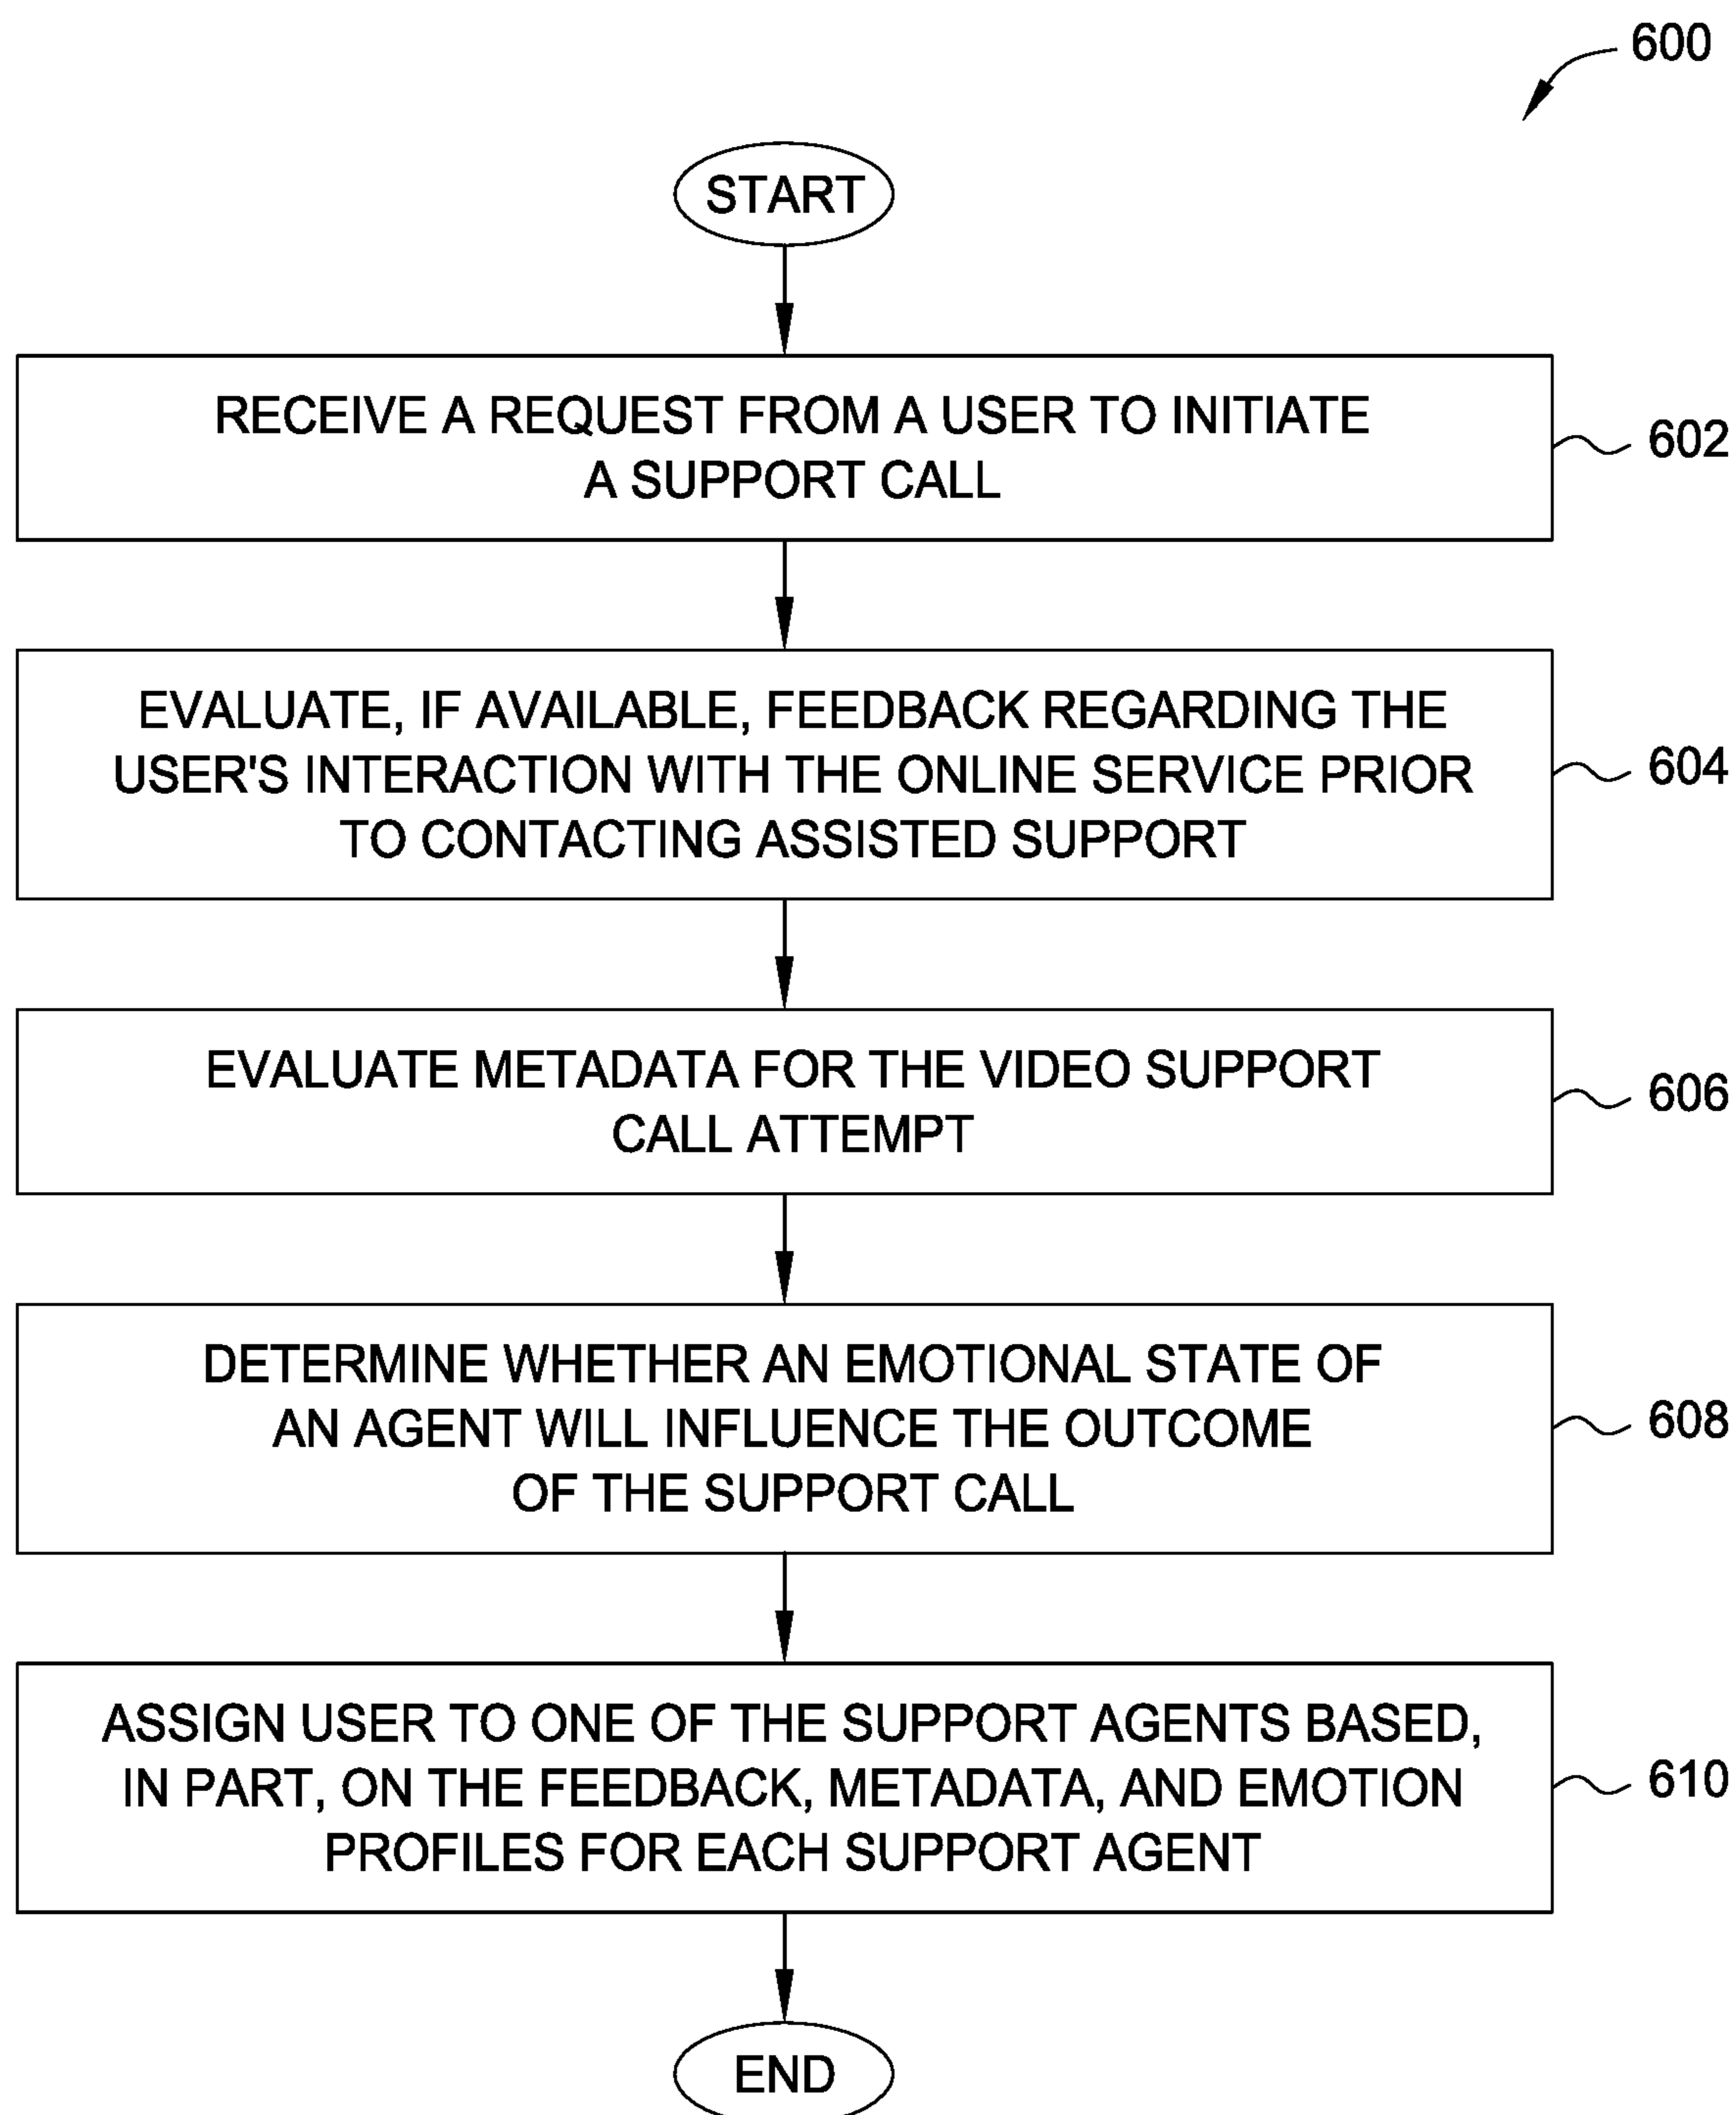 600
START
RECEIVE A REQUEST FROM A USER TO INITIATE
A SUPPORT CALL
602
EVALUATE, IF AVAILABLE, FEEDBACK REGARDING THE
USER'S INTERACTION WITH THE ONLINE SERVICE PRIOR
TO CONTACTING ASSISTED SUPPORT
604
EVALUATE METADATA FOR THE VIDEO SUPPORT
CALL ATTEMPT
606
DETERMINE WHETHER AN EMOTIONAL STATE OF
AN AGENT WILL INFLUENCE THE OUTCOME
OF THE SUPPORT CALL
608
ASSIGN USER TO ONE OF THE SUPPORT AGENTS BASED,
IN PART, ON THE FEEDBACK, METADATA, AND EMOTION
PROFILES FOR EACH SUPPORT AGENT
610
END